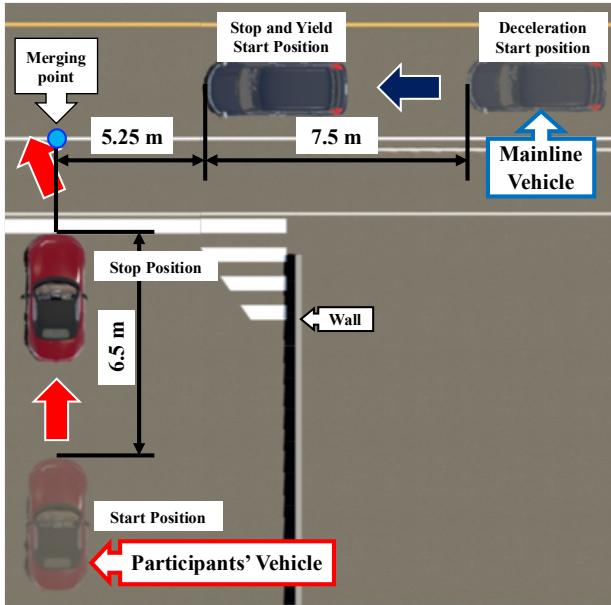 Stop and Yield
Start Position
Deceleration
Start position
Merging
point
5.25 m
7.5 m
Mainline
Vehicle
Stop Position
6.5 m
Wall
Start Position
Participants’ Vehicle